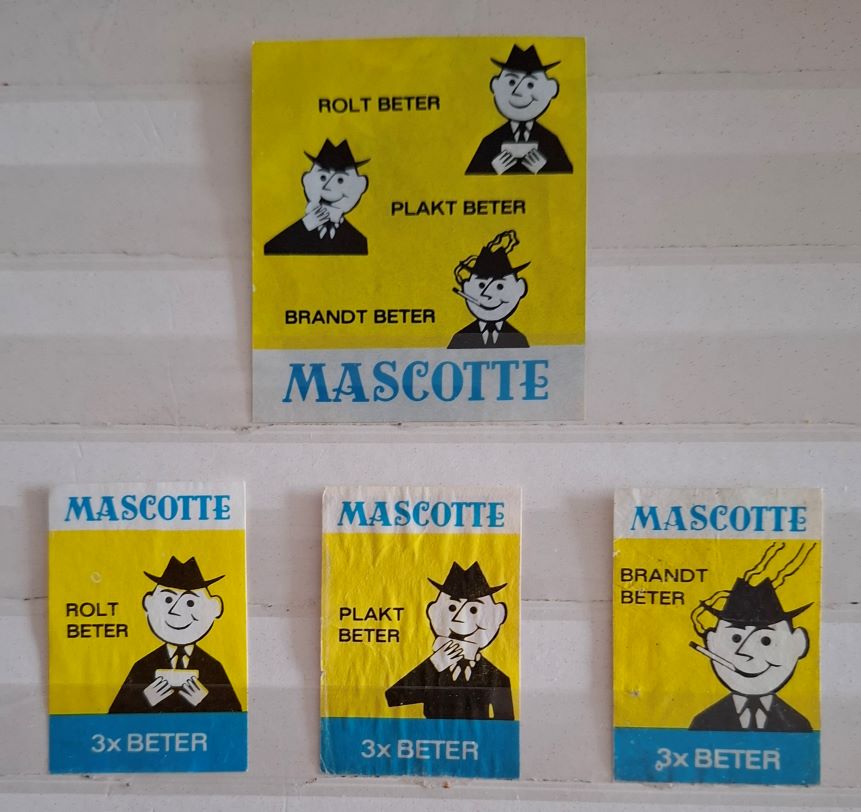 ROLT BETER
PLAKT BETER
BRANDT BETER
MASCOTTE
MASCOTTE
ROLT
BETER
3x BETER
MASCOTTE
PLAKT
BETER
3x BETER
MASCOTTE
BRANDT
BETER
3x BETER